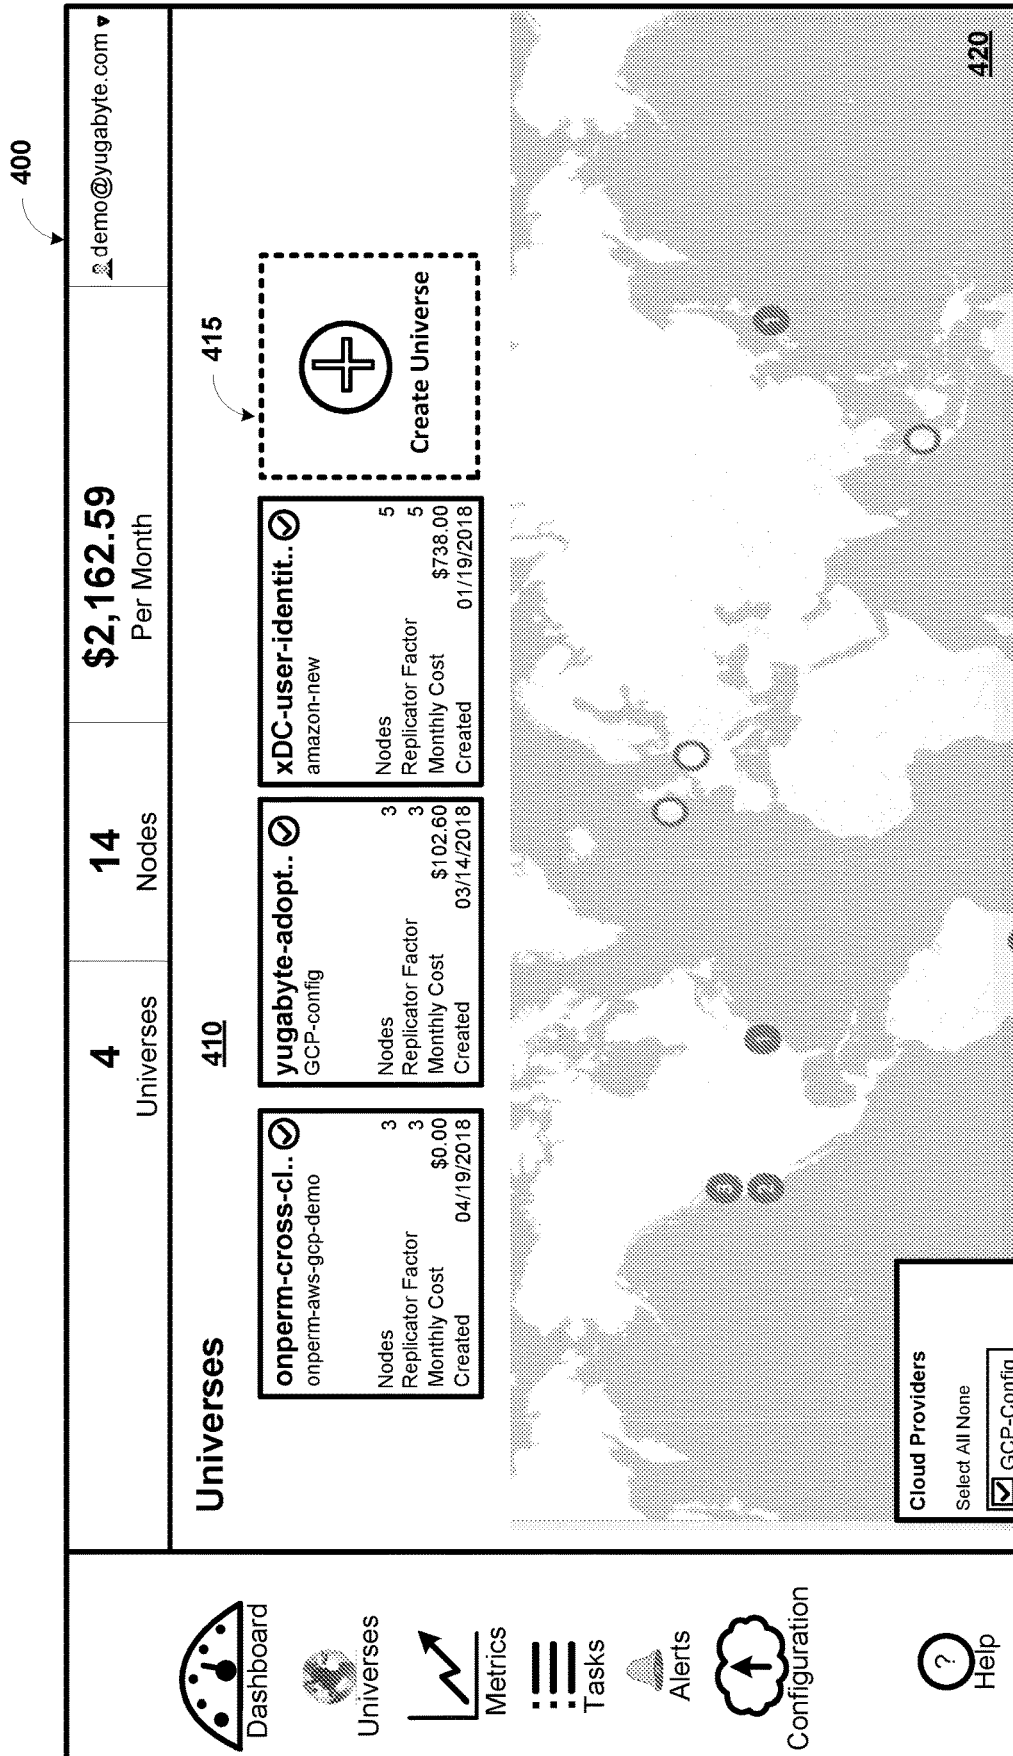 400
4
Universes
14
Nodes
$2,162.59
Per Month
demo@yugabyte.com
Dashboard
Universes
Metrics
Tasks
Alerts
Configuration
Help
?
Universes
410
415
onperm-cross-cl..
onperm-aws-gcp-demo
Nodes 3
Replicator Factor 3
Monthly Cost $0.00
Created 04/19/2018
yugabyte-adopt..
GCP-config
Nodes 3
Replicator Factor 3
Monthly Cost $102.60
Created 03/14/2018
xDC-user-identit..
amazon-new
Nodes 5
Replicator Factor 5
Monthly Cost $738.00
Created 01/19/2018
Create Universe
Cloud Providers
Select All None
GCP-Config
420